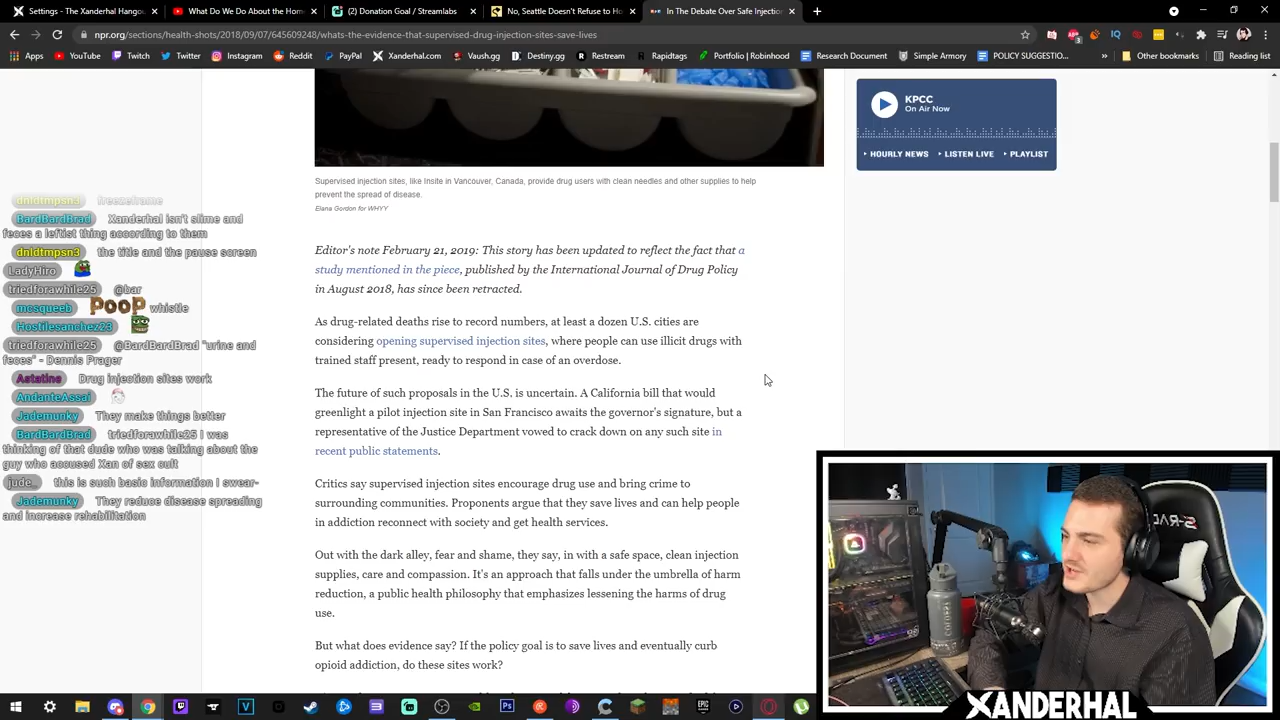 Settings - The Xanderhal Hangou
What Do We Do About the Home
(2) Donation Goal / Streamlabs
No, Seattle Doesn't Refuse to Ho
In The Debate Over Safe Injectio
npr.org/sections/health-shots/2018/09/07/645609248/whats-the-evidence-that-supervised-drug-injection-sites-save-lives
Apps
YouTube
Twitch
Twitter
Instagram
Reddit
PayPal
Xanderhal.com
Vaush.gg
Destiny.gg
Restream
Rapidtags
Portfolio | Robinhood
Research Document
Simple Armory
POLICY SUGGESTIO...
Other bookmarks
Reading list
KPCC
On Air Now
HOURLY NEWS
LISTEN LIVE
PLAYLIST
Supervised injection sites, like Insite in Vancouver, Canada, provide drug users with clean needles and other supplies to help
prevent the spread of disease.
Elana Gordon for WHYY
Editor's note February 21, 2019: This story has been updated to reflect the fact that a
study mentioned in the piece, published by the International Journal of Drug Policy
in August 2018, has since been retracted.
As drug-related deaths rise to record numbers, at least a dozen U.S. cities are
considering opening supervised injection sites, where people can use illicit drugs with
trained staff present, ready to respond in case of an overdose.
The future of such proposals in the U.S. is uncertain. A California bill that would
greenlight a pilot injection site in San Francisco awaits the governor's signature, but a
representative of the Justice Department vowed to crack down on any such site in
recent public statements.
Critics say supervised injection sites encourage drug use and bring crime to
surrounding communities. Proponents argue that they save lives and can help people
in addiction reconnect with society and get health services.
Out with the dark alley, fear and shame, they say, in with a safe space, clean injection
supplies, care and compassion. It's an approach that falls under the umbrella of harm
reduction, a public health philosophy that emphasizes lessening the harms of drug
use.
But what does evidence say? If the policy goal is to save lives and eventually curb
opioid addiction, do these sites work?
dnldtmpsn3 freezeframe
BardBardBrad Xanderhal isn't slime and
feces a leftist thing according to them
dnldtmpsn3 the title and the pause screen
LadyHiro
triedforawhile25 @bar
mcsqueeb POOP whistle
Hostilesanchez23
triedforawhile25 @BardBardBrad "urine and
feces" - Dennis Prager
Astatine Drug injection sites work
AndanteAssai
Jademunky They make things better
BardBardBrad triedforawhile25 I was
thinking of that dude who was talking about the
guy who accused Xan of sex cult
jude_ this is such basic information I swear-
Jademunky They reduce disease spreading
and increase rehabilitation
XANDERHAL